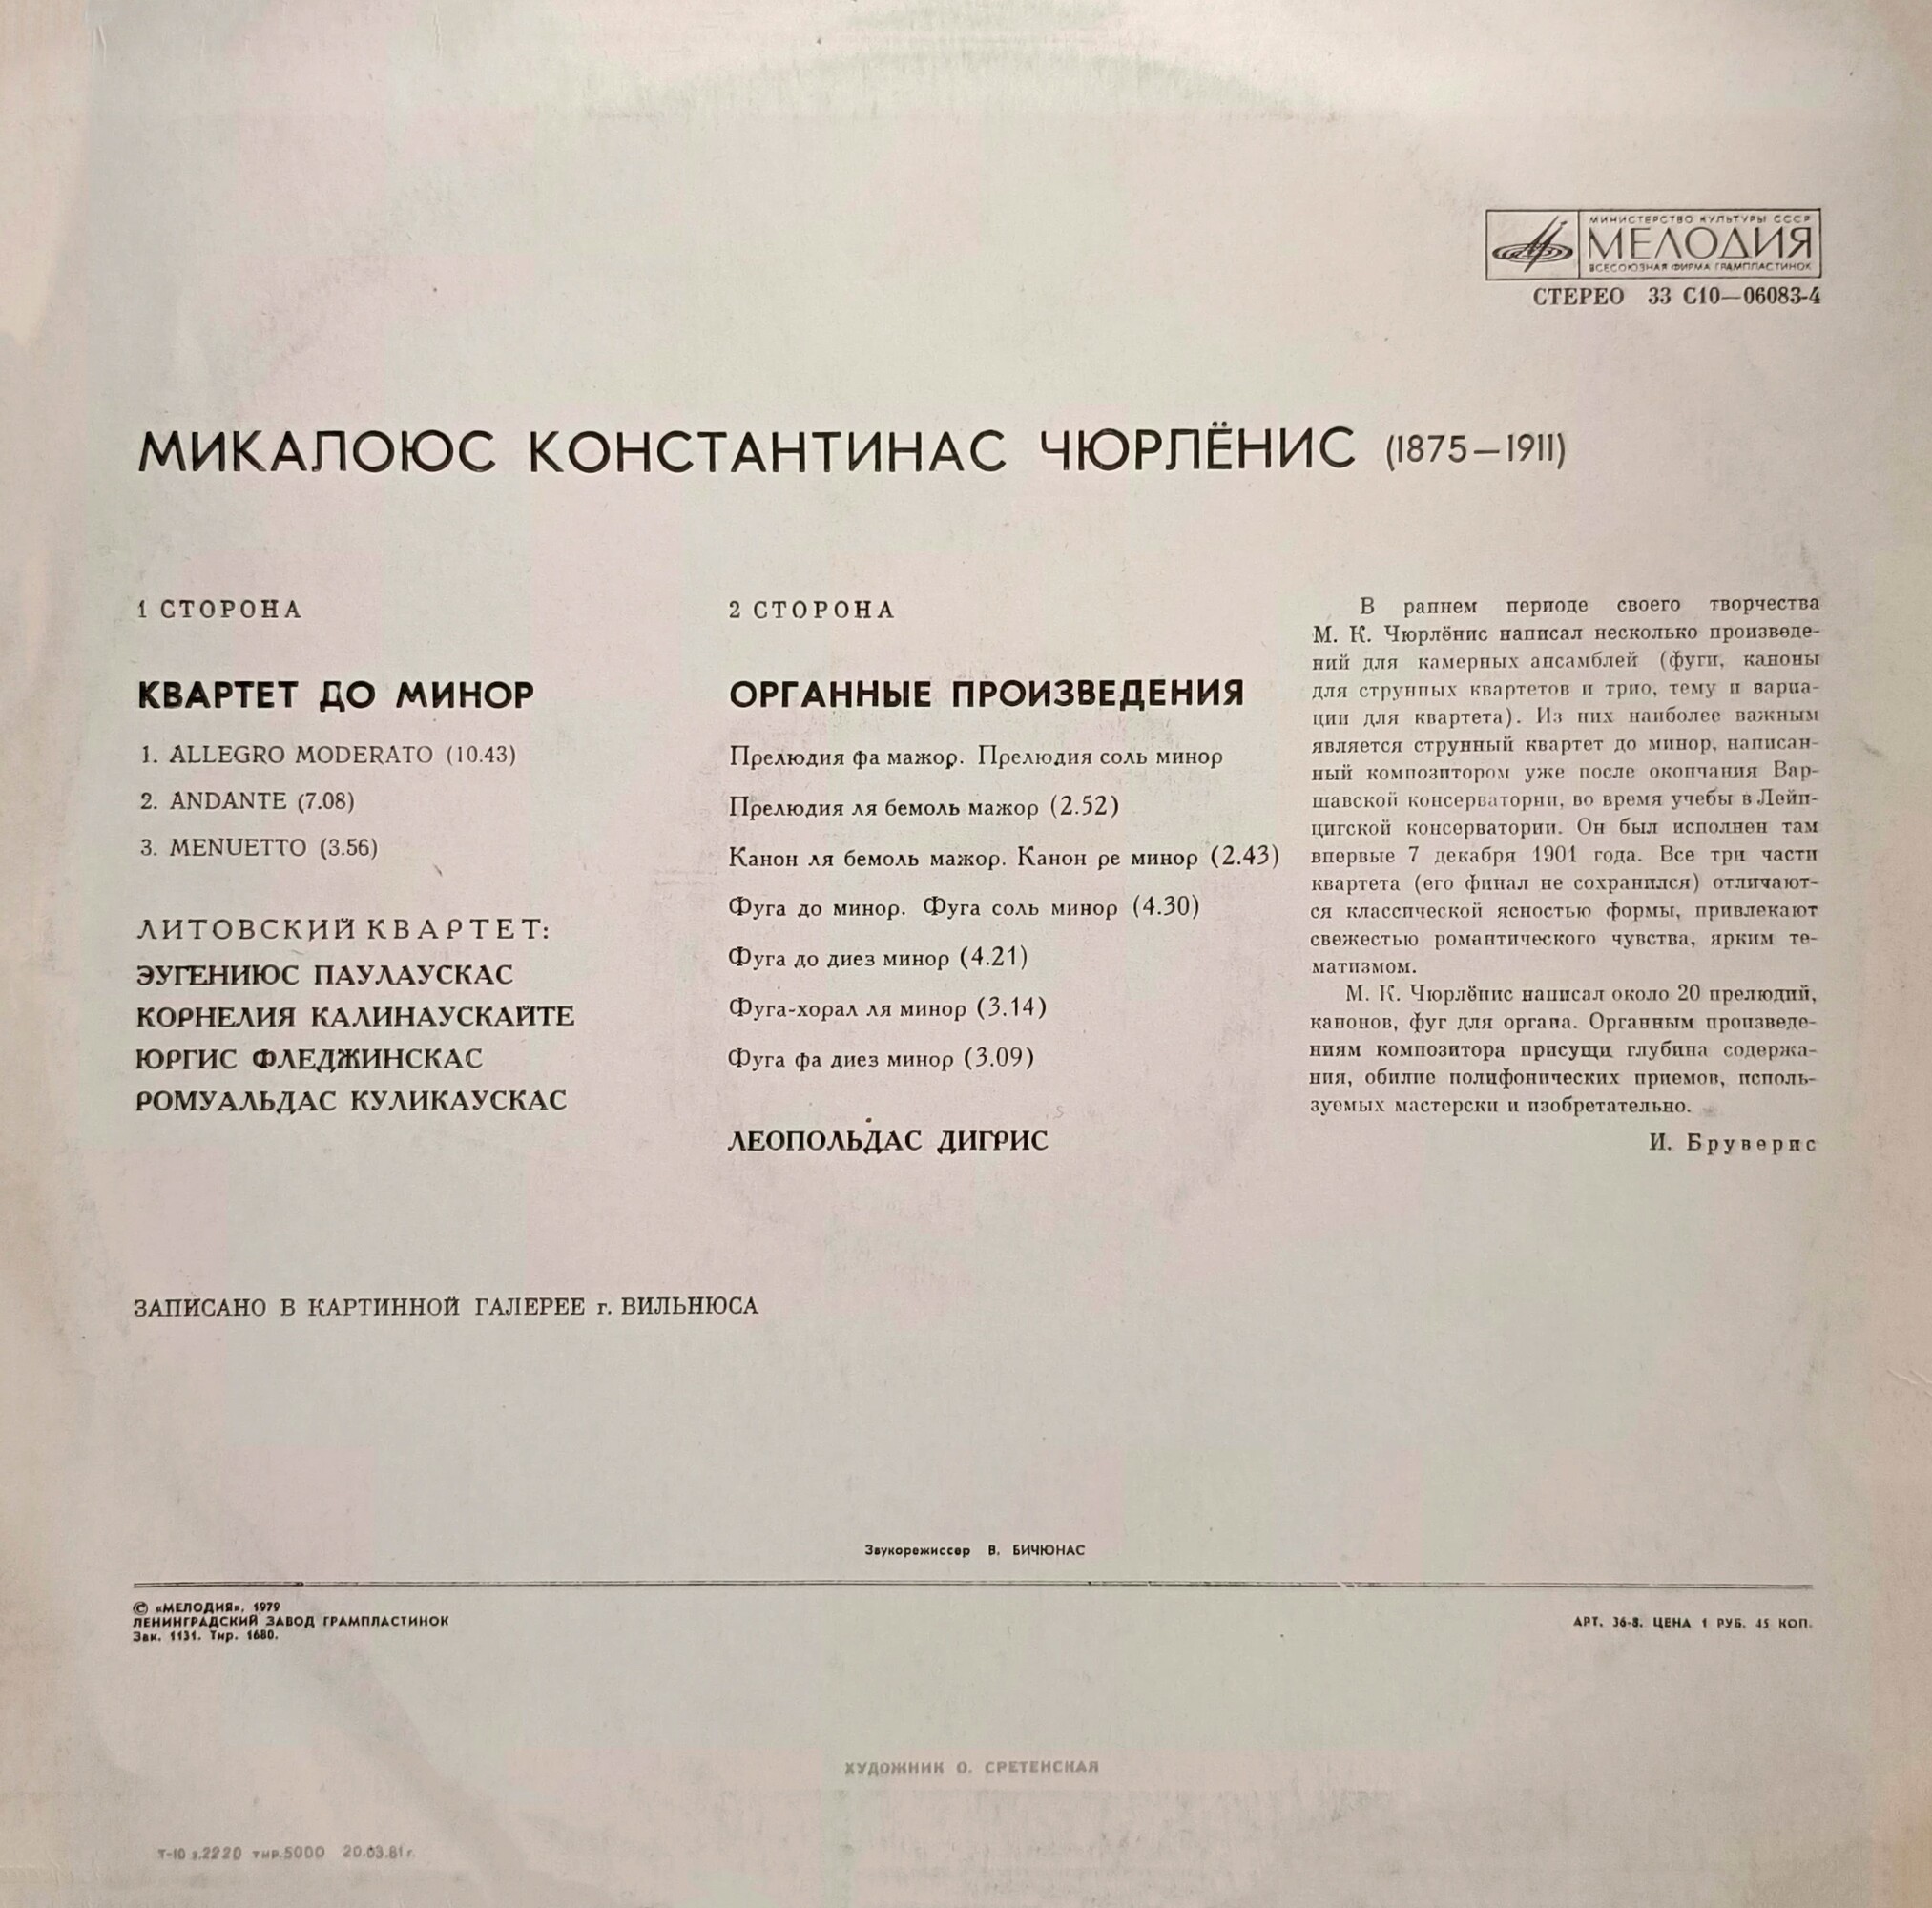 МИНИСТЕРСТВО КУЛЬТУРЫ СССР
МЕЛОДИЯ
ВСЕСОЮЗНАЯ ФИРМА ГРАМПЛАСТИНОК
СТЕРЕО 33 С10—06083-4
МИКАЛОЮС КОНСТАНТИНАС ЧЮРЛЁНИС (1875—1911)
1 СТОРОНА
КВАРТЕТ ДО МИНОР
1. ALLEGRO MODERATO (10.43)
2. ANDANTE (7.08)
3. MENUETTO (3.56)
ЛИТОВСКИЙ КВАРТЕТ:
ЭУГЕНИЮС ПАУЛАУСКАС
КОРНЕЛИЯ КАЛИНАУСКАЙТЕ
ЮРГИС ФЛЕДЖИНСКАС
РОМУАЛЬДАС КУЛИКАУСКАС
2 СТОРОНА
ОРГАННЫЕ ПРОИЗВЕДЕНИЯ
Прелюдия фа мажор. Прелюдия соль минор
Прелюдия ля бемоль мажор (2.52)
Канон ля бемоль мажор. Канон ре минор (2.43)
Фуга до минор. Фуга соль минор (4.30)
Фуга до диез минор (4.21)
Фуга-хорал ля минор (3.14)
Фуга фа диез минор (3.09)
ЛЕОПОЛЬДАС ДИГРИС
В раннем периоде своего творчества
М. К. Чюрлёнис написал несколько произведе-
ний для камерных ансамблей (фуги, каноны
для струнных квартетов и трио, тему и вариа-
ции для квартета). Из них наиболее важным
является струнный квартет до минор, написан-
ный композитором уже после окончания Вар-
шавской консерватории, во время учебы в Лейп-
цигской консерватории. Он был исполнен там
впервые 7 декабря 1901 года. Все три части
квартета (его финал не сохранился) отличают-
ся классической ясностью формы, привлекают
свежестью романтического чувства, ярким те-
матизмом.
М. К. Чюрлёнис написал около 20 прелюдий,
канонов, фуг для органа. Органным произведе-
ниям композитора присущи глубина содержа-
ния, обилие полифонических приемов, исполь-
зуемых мастерски и изобретательно.
И. Бруверис
ЗАПИСАНО В КАРТИННОЙ ГАЛЕРЕЕ г. ВИЛЬНЮСА
Звукорежиссер В. БИЧЮНАС
© «МЕЛОДИЯ», 1979
ЛЕНИНГРАДСКИЙ ЗАВОД ГРАМПЛАСТИНОК
Зак. 1131. Тир. 1680.
АРТ. 36-8. ЦЕНА 1 РУБ. 45 КОП.
ХУДОЖНИК О. СРЕТЕНСКАЯ
Т-10 з.2220 тир.5000 20.03.81г.